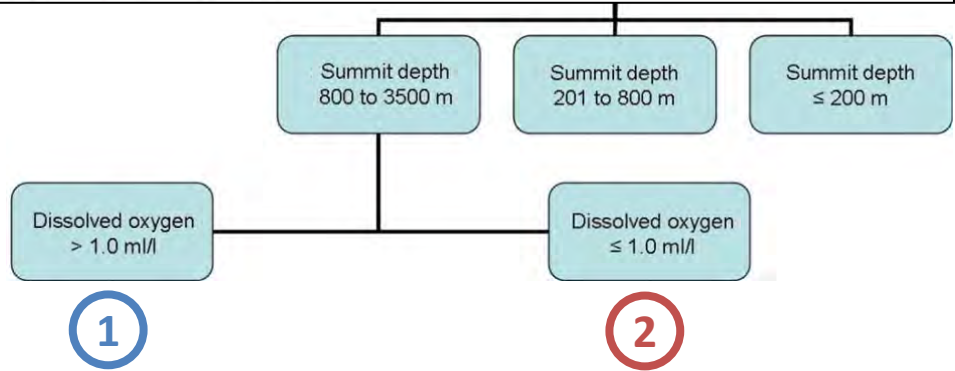 Summit depth
800 to 3500 m
Summit depth
201 to 800 m
Summit depth
≤ 200 m
Dissolved oxygen
> 1.0 ml/l
Dissolved oxygen
≤ 1.0 ml/l
1
2